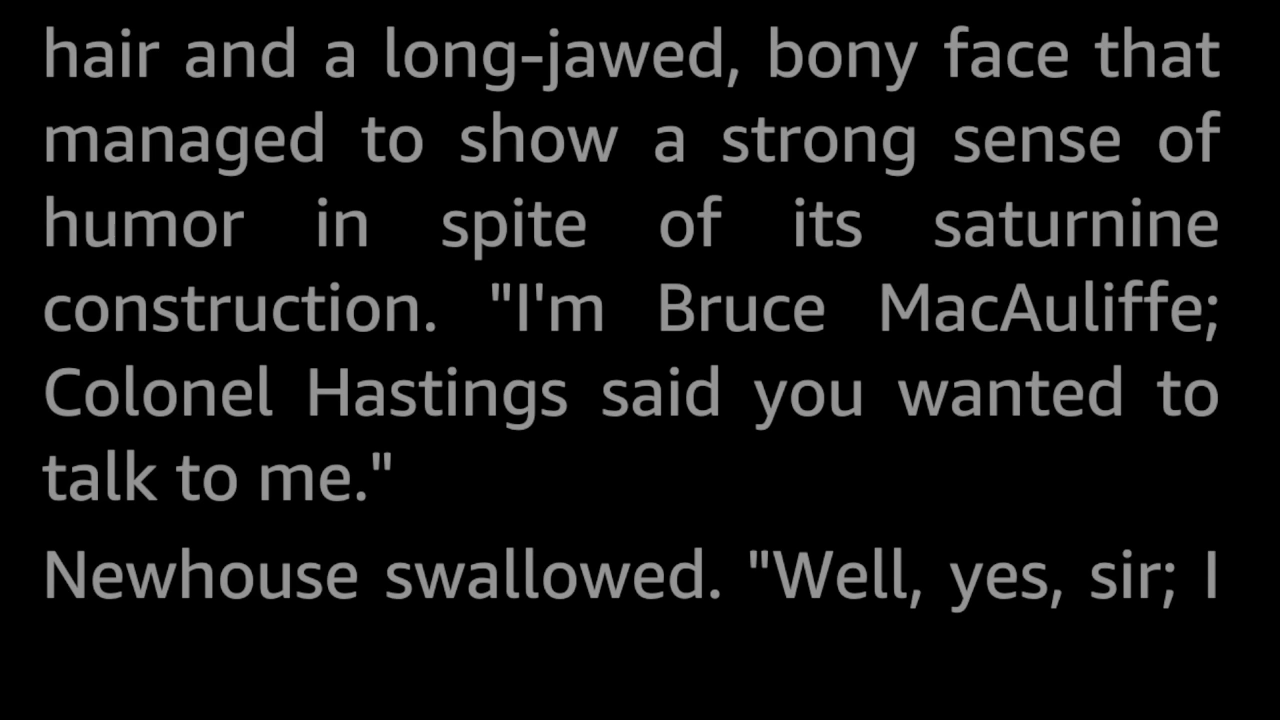 hair and a long-jawed, bony face that
managed to show a strong sense of
humor in spite of its saturnine
construction. "I'm Bruce MacAuliffe;
Colonel Hastings said you wanted to
talk to me."
Newhouse swallowed. "Well, yes, sir; I